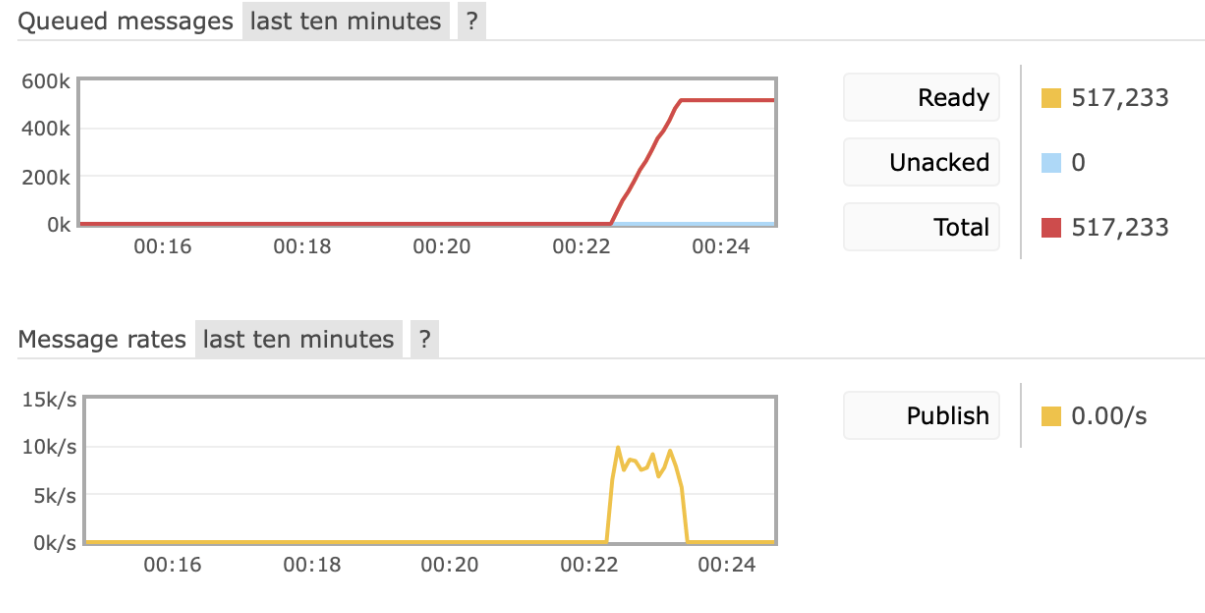 Queued messages last ten minutes ?
600k
400k
200k
0k
00:16 00:18 00:20 00:22 00:24
Ready 517,233
Unacked 0
Total 517,233
Message rates last ten minutes ?
15k/s
10k/s
5k/s
0k/s
00:16 00:18 00:20 00:22 00:24
Publish 0.00/s